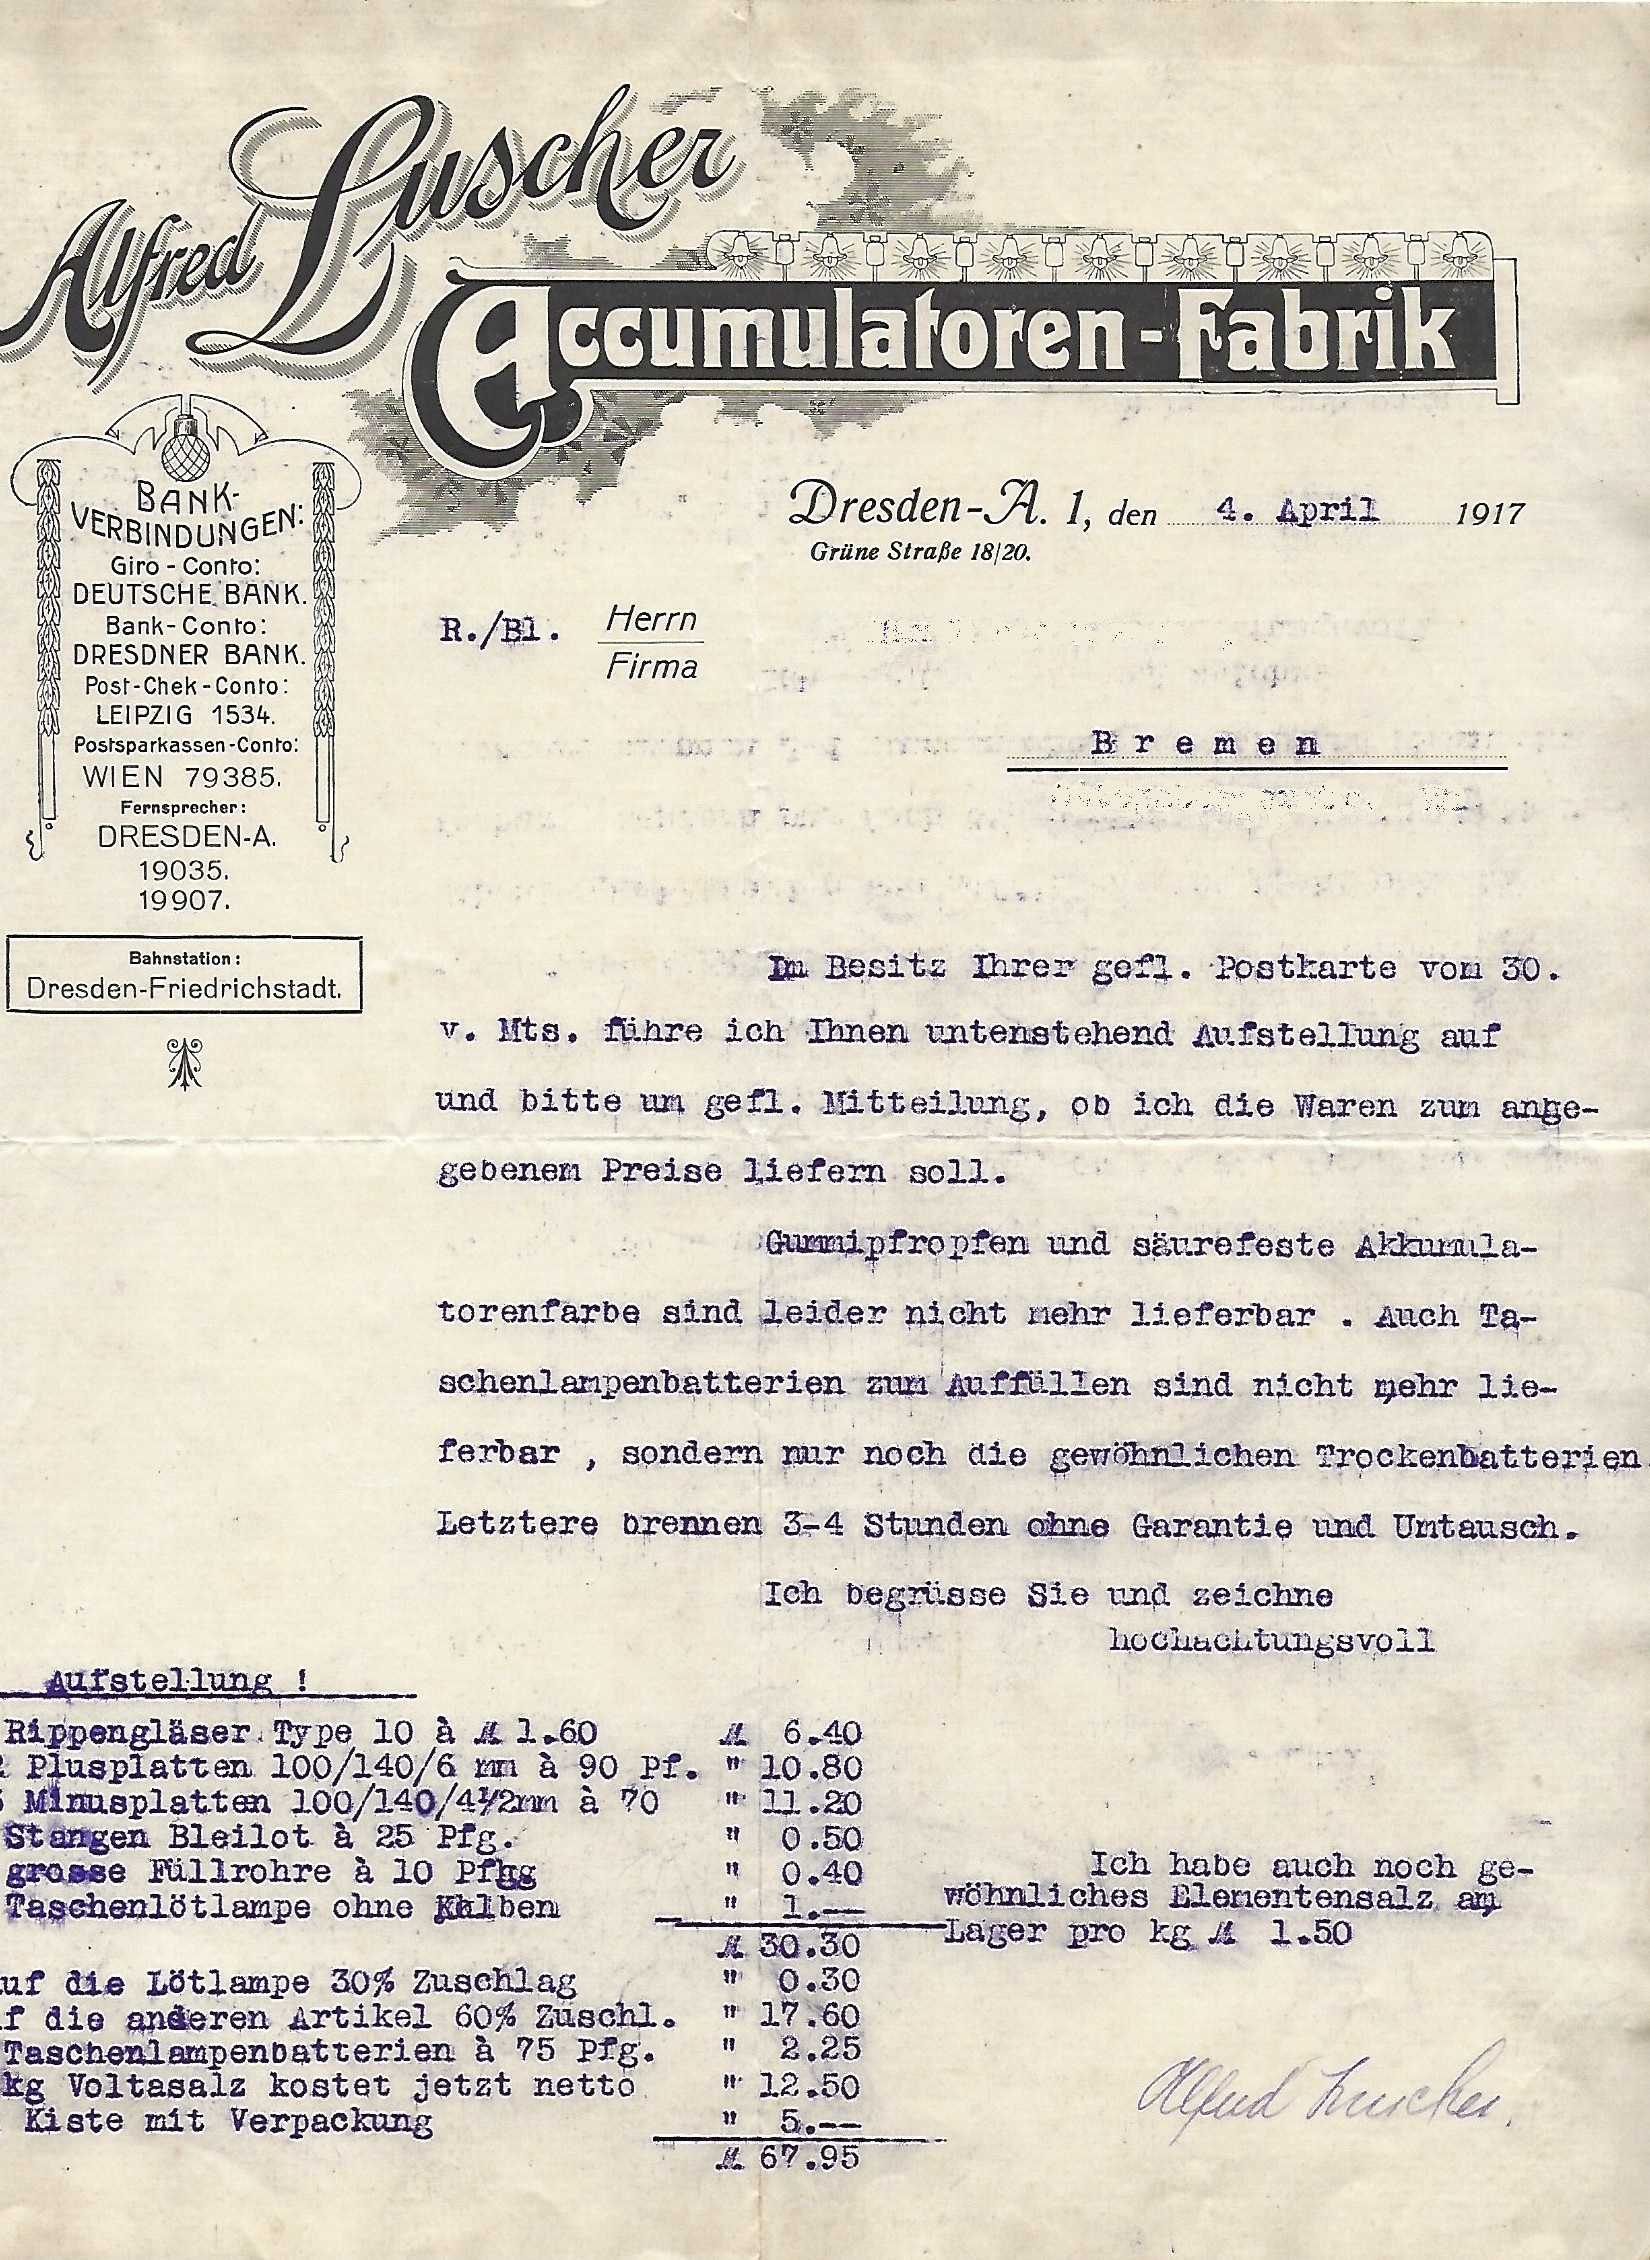 Alfred Luscher
Accumulatoren-Fabrik
BANK-
VERBINDUNGEN:
Giro-Conto:
DEUTSCHE BANK.
Bank-Conto:
DRESDNER BANK.
Post-Chek-Conto:
LEIPZIG 1534.
Postsparkassen-Conto:
WIEN 79385.
Fernsprecher:
DRESDEN-A.
19035.
19907.
Bahnstation:
Dresden-Friedrichstadt.
Dresden-A. 1, den 4. April 1917
Grüne Straße 18/20.
R./Bl. Herrn
Firma
Bremen
Im Besitz Ihrer gefl. Postkarte vom 30.
v. Mts. führe ich Ihnen untenstehend Aufstellung auf
und bitte um gefl. Mitteilung, ob ich die Waren zum ange-
gebenem Preise liefern soll.
Gummipfropfen und säurefeste Akkumula-
torenfarbe sind leider nicht mehr lieferbar . Auch Ta-
schenlampenbatterien zum Auffüllen sind nicht mehr lie-
ferbar , sondern nur noch die gewöhnlichen Trockenbatterien
Letztere brennen 3-4 Stunden ohne Garantie und Umtausch.
Ich begrüsse Sie und zeichne
hochachtungsvoll
Aufstellung !
Rippengläser Type 10 à M 1.60 M 6.40
Plusplatten 100/140/6 mm à 90 Pf. " 10.80
Minusplatten 100/140/4½mm à 70 " 11.20
Stangen Bleilot à 25 Pfg. " 0.50
grosse Füllrohre à 10 Pfg " 0.40
Taschenlötlampe ohne Kolben " 1.--
M 30.30
uf die Lötlampe 30% Zuschlag " 0.30
f die anderen Artikel 60% Zuschl. " 17.60
Taschenlampenbatterien à 75 Pfg. " 2.25
kg Voltasalz kostet jetzt netto " 12.50
Kiste mit Verpackung " 5.--
M 67.95
Ich habe auch noch ge-
wöhnliches Elementensalz am
Lager pro kg M 1.50
Alfred Luscher.